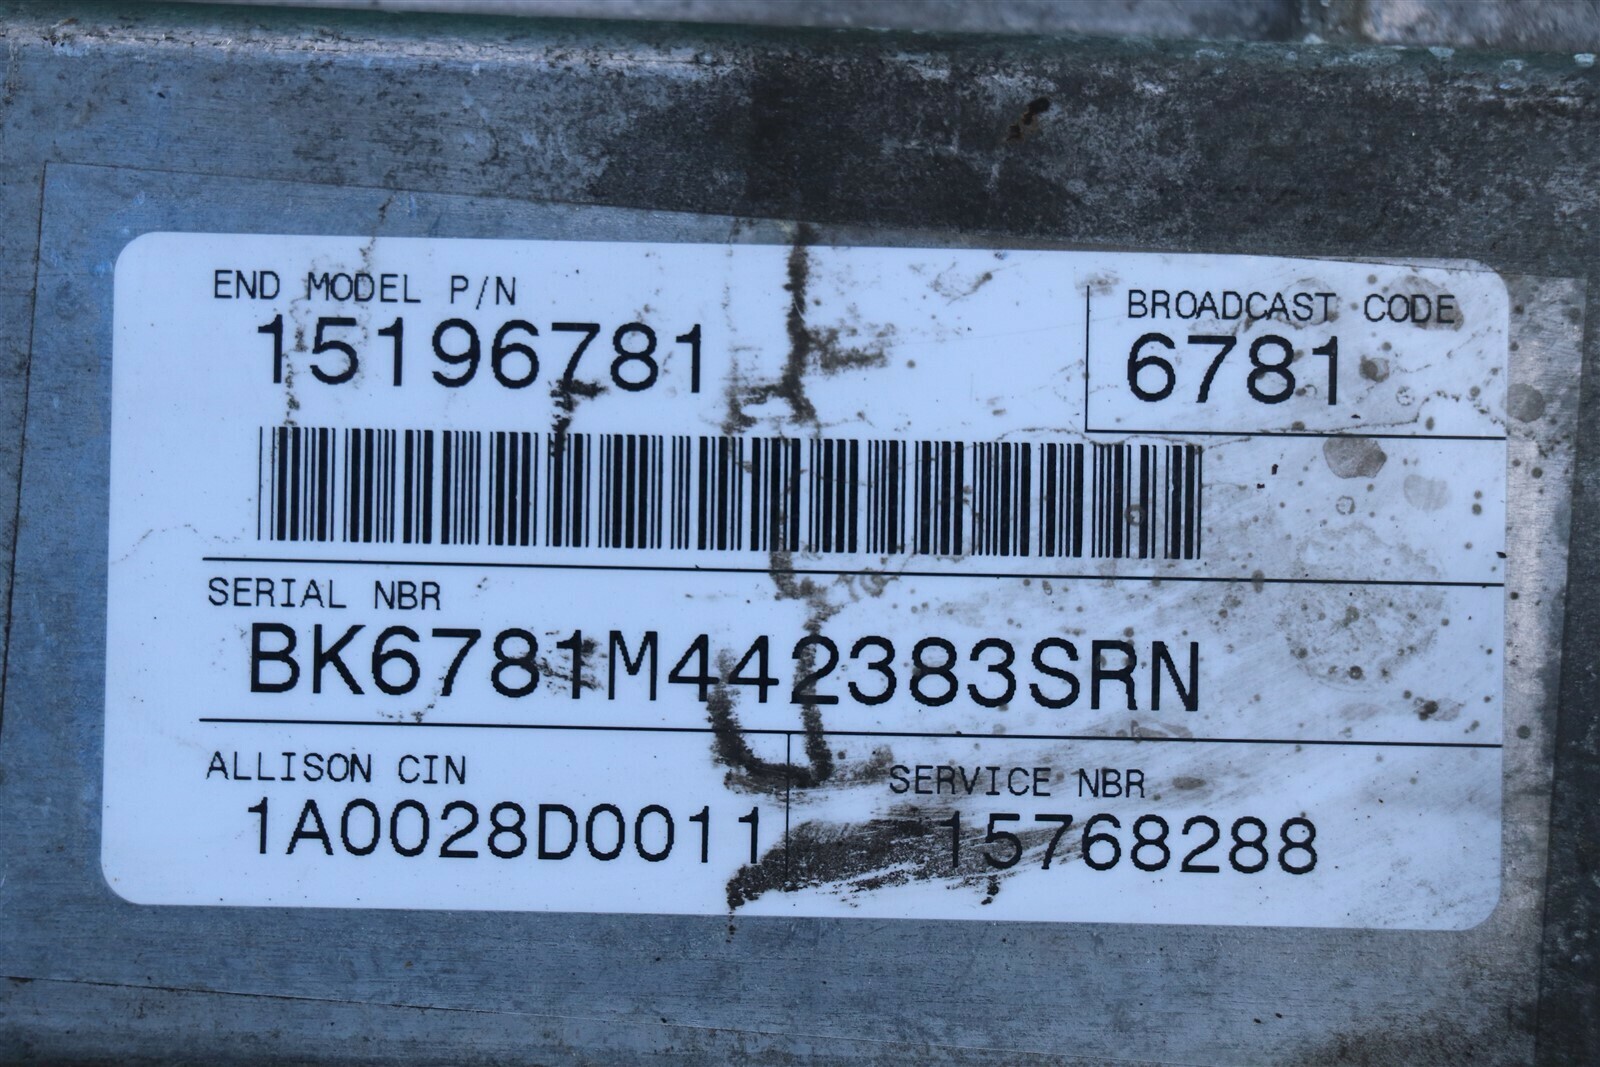 END MODEL P/N
15196781
BROADCAST CODE
6781
SERIAL NBR
BK6781M442383SRN
ALLISON CIN
1A0028D0011
SERVICE NBR
15768288